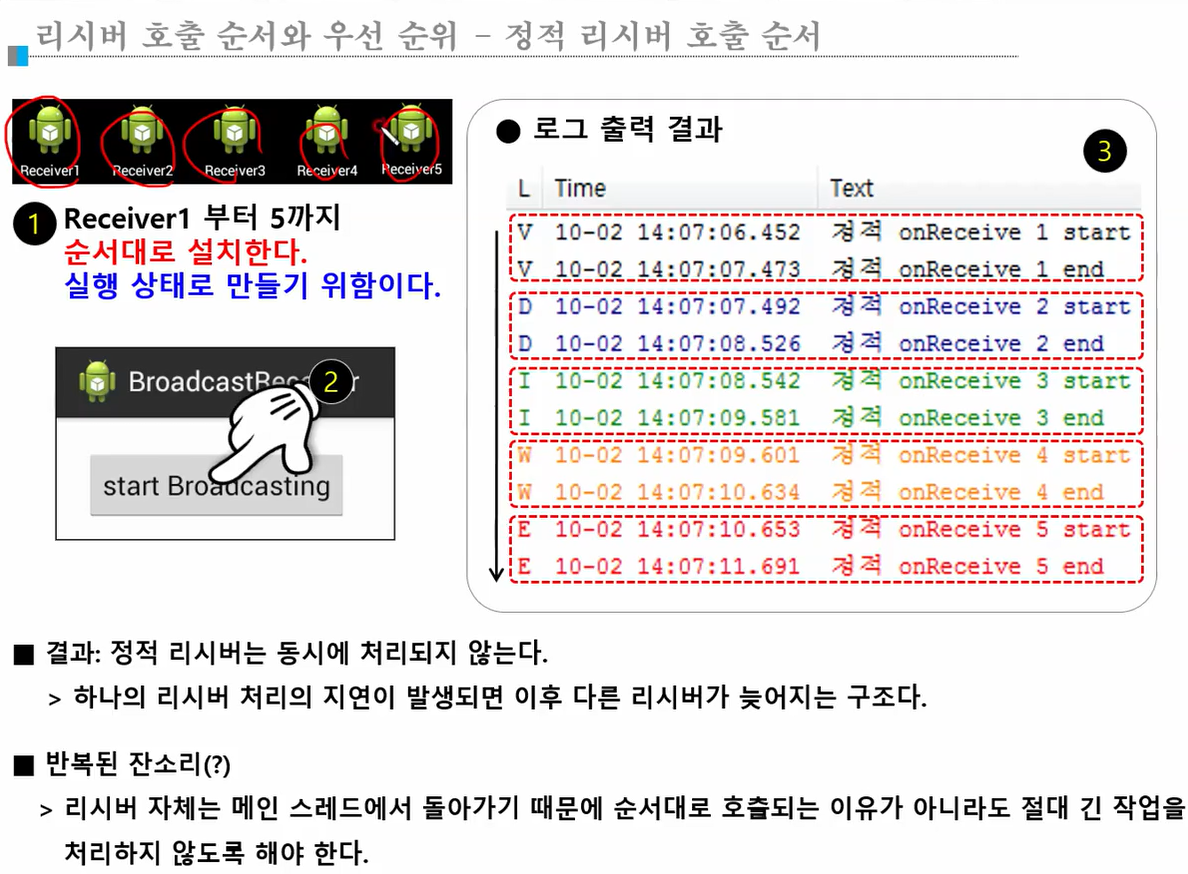 리시버 호출 순서와 우선 순위 – 정적 리시버 호출 순서
Receiver1 Receiver2 Receiver3 Receiver4 Receiver5
1 Receiver1 부터 5까지
순서대로 설치한다.
실행 상태로 만들기 위함이다.
BroadcastRec r 2
start Broadcasting
● 로그 출력 결과
3
L Time Text
V 10-02 14:07:06.452 정적 onReceive 1 start
V 10-02 14:07:07.473 정적 onReceive 1 end
D 10-02 14:07:07.492 정적 onReceive 2 start
D 10-02 14:07:08.526 정적 onReceive 2 end
I 10-02 14:07:08.542 정적 onReceive 3 start
I 10-02 14:07:09.581 정적 onReceive 3 end
W 10-02 14:07:09.601 정적 onReceive 4 start
W 10-02 14:07:10.634 정적 onReceive 4 end
E 10-02 14:07:10.653 정적 onReceive 5 start
E 10-02 14:07:11.691 정적 onReceive 5 end
■ 결과: 정적 리시버는 동시에 처리되지 않는다.
> 하나의 리시버 처리의 지연이 발생되면 이후 다른 리시버가 늦어지는 구조다.
■ 반복된 잔소리(?)
> 리시버 자체는 메인 스레드에서 돌아가기 때문에 순서대로 호출되는 이유가 아니라도 절대 긴 작업을
처리하지 않도록 해야 한다.